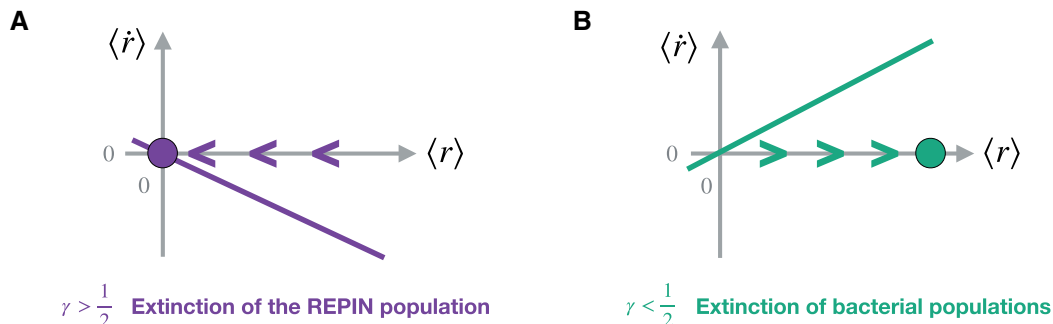 A
B
⟨ṙ⟩
⟨ṙ⟩
0
⟨r⟩
0
⟨r⟩
0
0
γ > 1/2 Extinction of the REPIN population
γ < 1/2 Extinction of bacterial populations